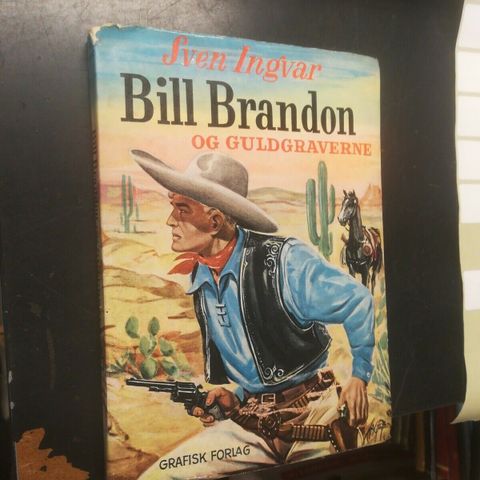 Sven Ingvar
Bill Brandon
OG GULDGRAVERNE
GRAFISK FORLAG